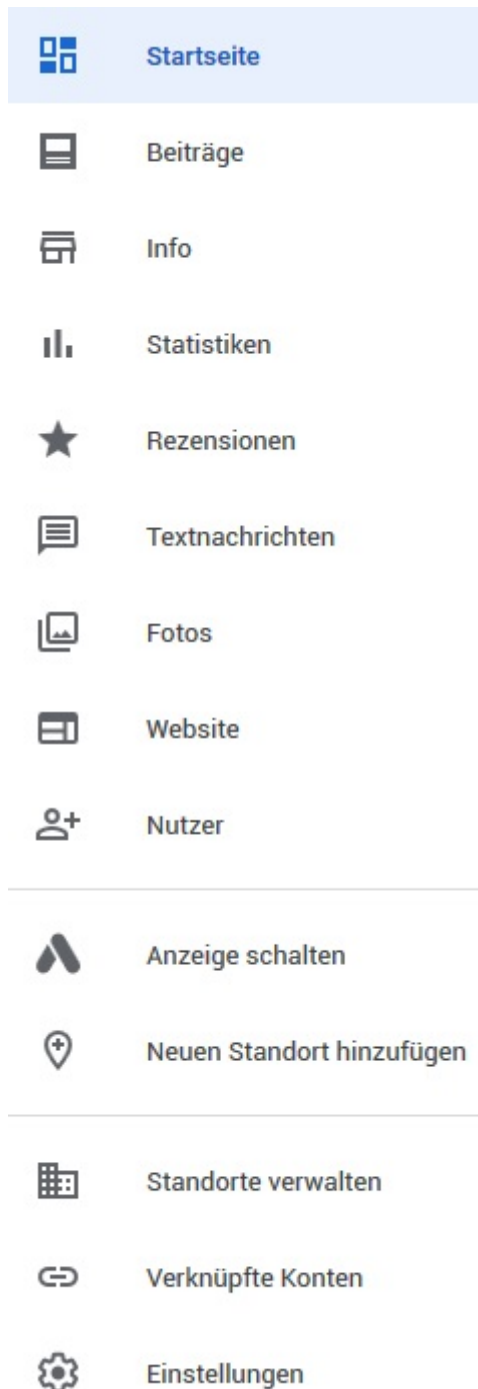 Startseite
Beiträge
Info
Statistiken
Rezensionen
Textnachrichten
Fotos
Website
Nutzer
Anzeige schalten
Neuen Standort hinzufügen
Standorte verwalten
Verknüpfte Konten
Einstellungen